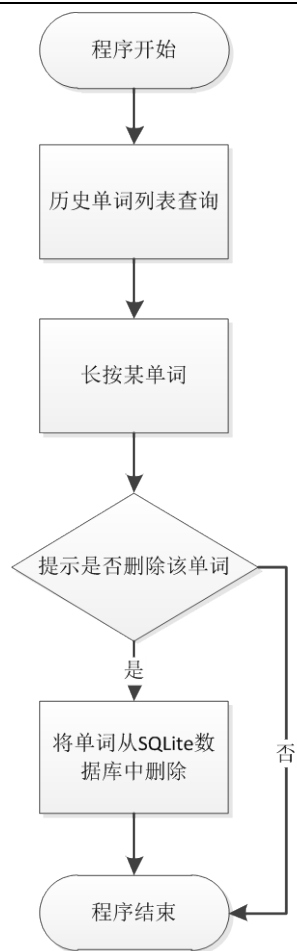 程序开始
历史单词列表查询
长按某单词
提示是否删除该单词
是
将单词从SQLite数
据库中删除
否
程序结束